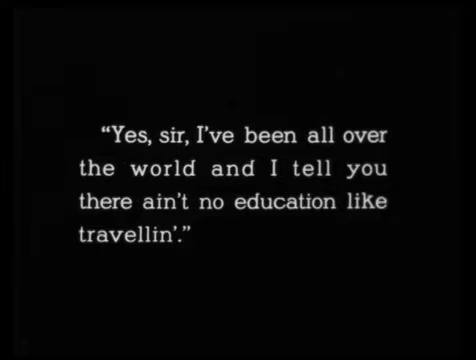 “Yes, sir, I’ve been all over
the world and I tell you
there ain’t no education like
travellin’.”